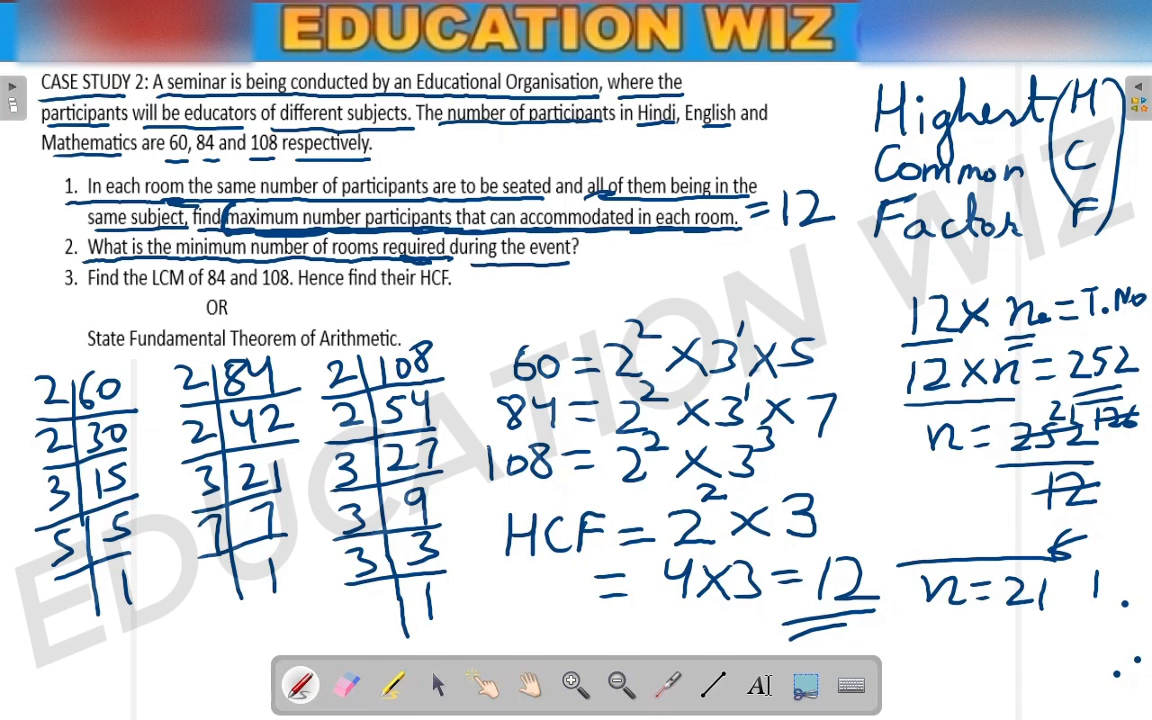 EDUCATION WIZ
CASE STUDY 2: A seminar is being conducted by an Educational Organisation, where the
participants will be educators of different subjects. The number of participants in Hindi, English and
Mathematics are 60, 84 and 108 respectively.
1. In each room the same number of participants are to be seated and all of them being in the
same subject, find maximum number participants that can accommodated in each room. = 12
2. What is the minimum number of rooms required during the event?
3. Find the LCM of 84 and 108. Hence find their HCF.
OR
State Fundamental Theorem of Arithmetic.
Highest (H
Common C
Factor F)
2 | 60
2 | 30
3 | 15
5 | 5
1
2 | 84
2 | 42
3 | 21
7 | 7
1
2 | 108
2 | 54
3 | 27
3 | 9
3 | 3
1
60 = 2² × 3¹ × 5
84 = 2² × 3¹ × 7
108 = 2² × 3³
HCF = 2² × 3
= 4 × 3 = 12
12 × n = T.No
12 × n = 252
21 126
n = 252
12
6
n = 21 1
EDUCATION WIZ
AI